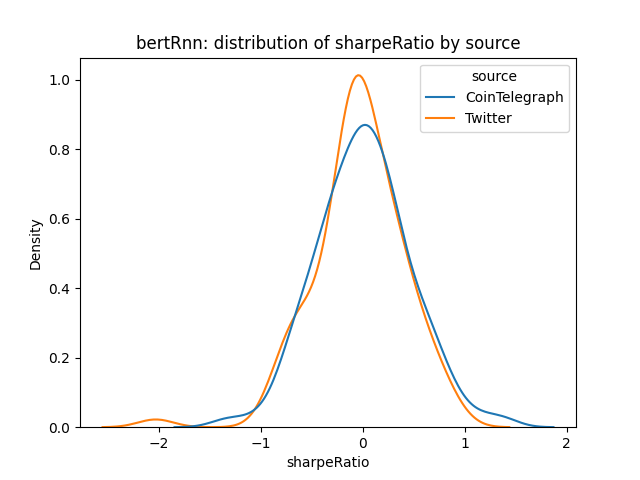 bertRnn: distribution of sharpeRatio by source
source
CoinTelegraph
Twitter
Density
1.0
0.8
0.6
0.4
0.2
0.0
−2
−1
0
1
2
sharpeRatio